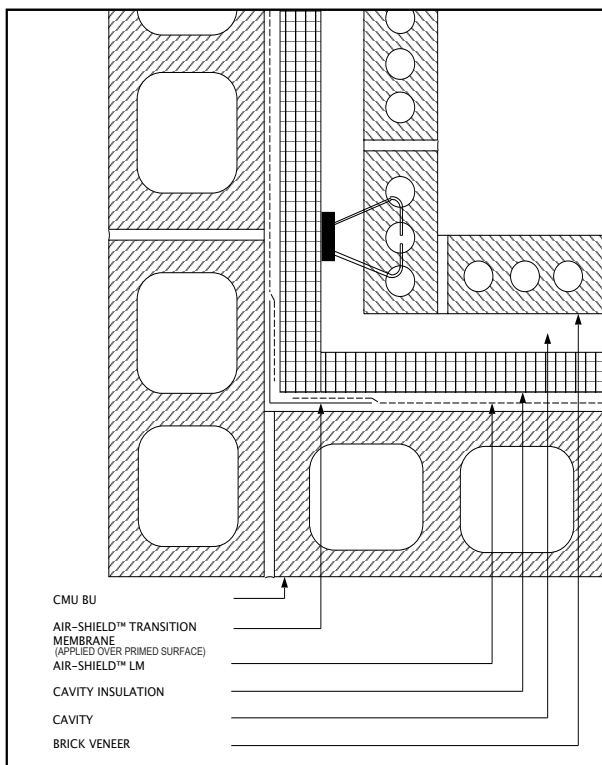 CMU BU
AIR-SHIELD™ TRANSITION
MEMBRANE
(APPLIED OVER PRIMED SURFACE)
AIR-SHIELD™ LM
CAVITY INSULATION
CAVITY
BRICK VENEER